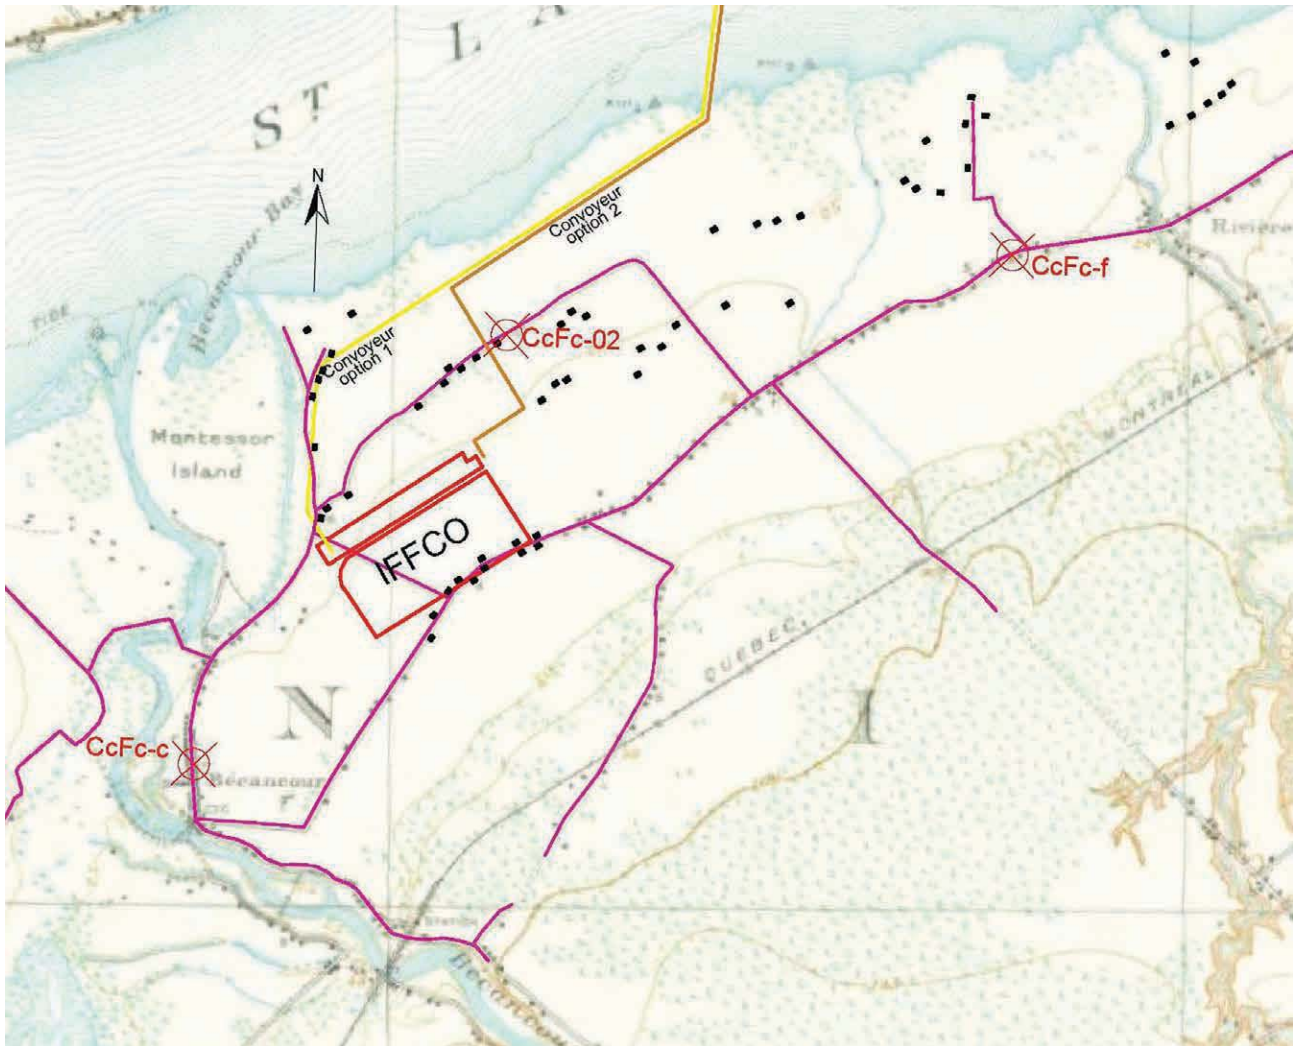 ST LA
N
Bécancour Bay
TIDE
Convoyeur
option 2
Convoyeur
option 1
CcFc-02
CcFc-f
Rivière
MONTREAL
Montessor
Island
IFFCO
QUEBEC,
N
I
CcFc-c
Bécancour